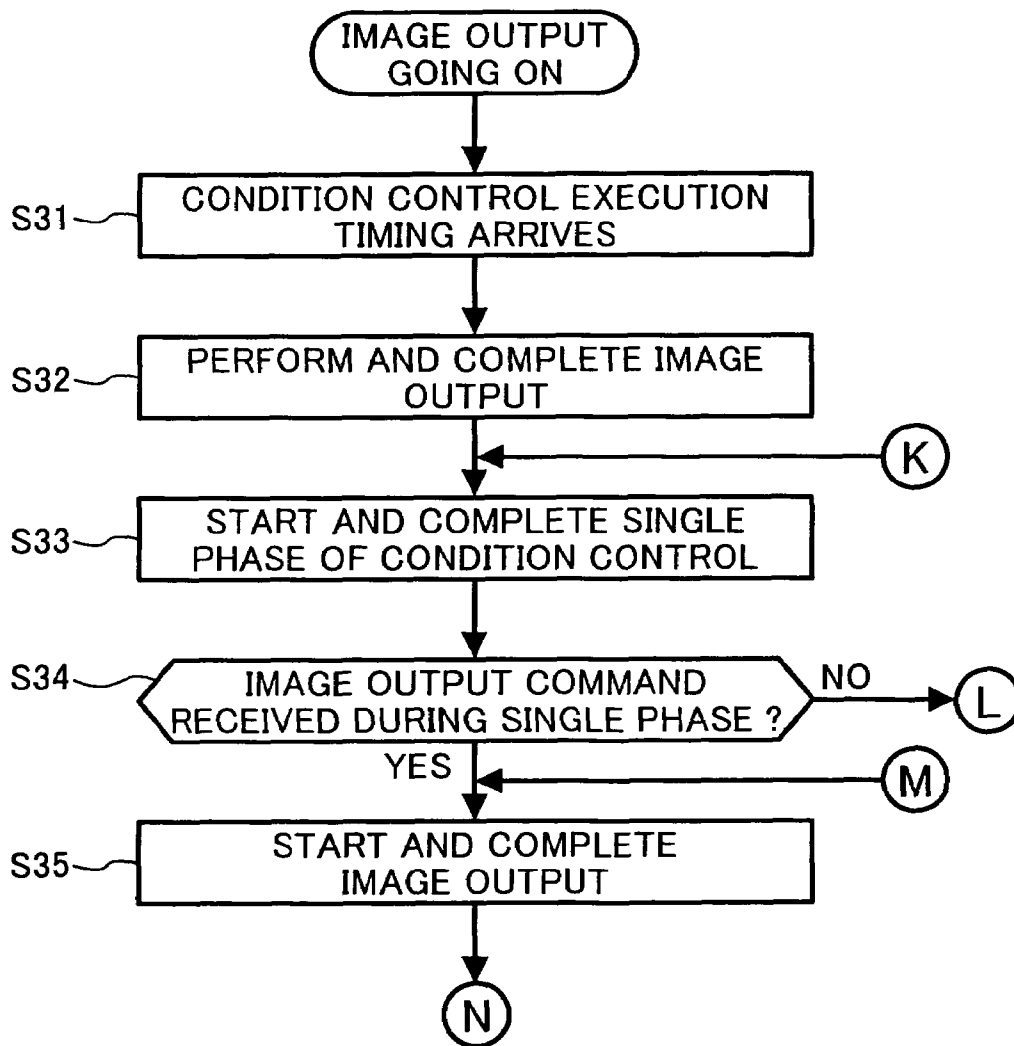 IMAGE OUTPUT
GOING ON
S31
CONDITION CONTROL EXECUTION
TIMING ARRIVES
S32
PERFORM AND COMPLETE IMAGE
OUTPUT
K
S33
START AND COMPLETE SINGLE
PHASE OF CONDITION CONTROL
S34
IMAGE OUTPUT COMMAND
RECEIVED DURING SINGLE PHASE ?
NO
L
YES
M
S35
START AND COMPLETE
IMAGE OUTPUT
N